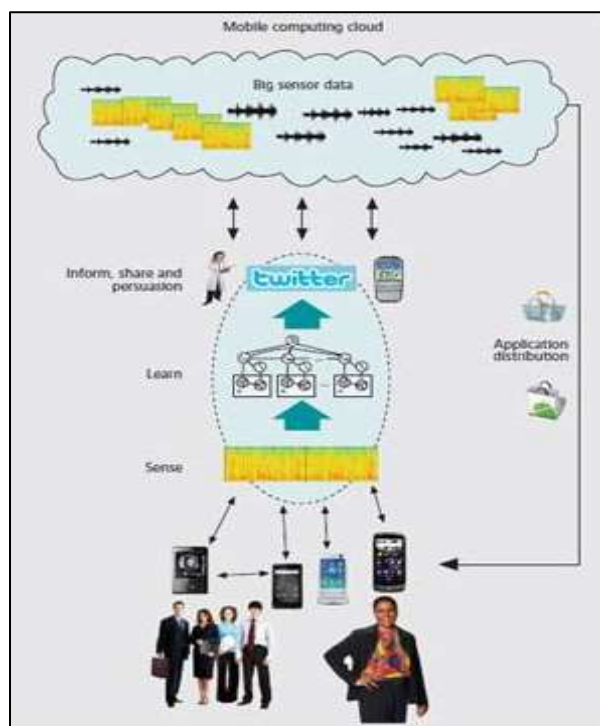 Mobile computing cloud
Big sensor data
Inform, share and
persuasion
twitter
Application
distribution
Learn
Sense